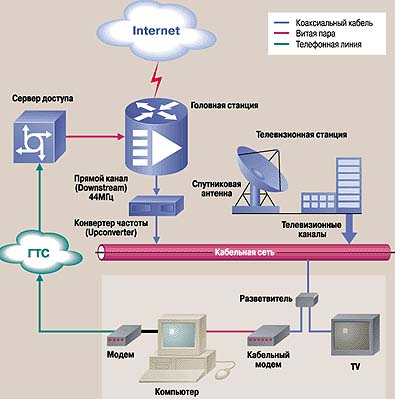 Internet
Коаксиальный кабель
Витая пара
Телефонная линия
Сервер доступа
Головная станция
Телевизионная станция
Прямой канал
(Downstream)
44МГц
Спутниковая
антенна
Конвертер частоты
(Upconverter)
Телевизионные
каналы
ГТС
Кабельная сеть
Разветвитель
Модем
Кабельный
модем
TV
Компьютер